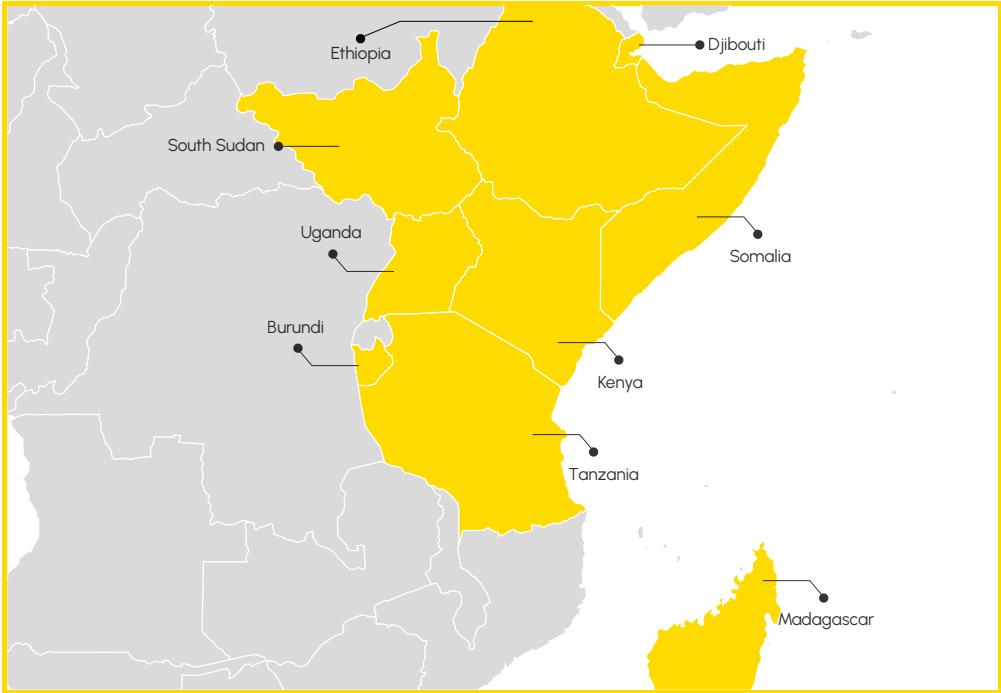 Djibouti
Ethiopia
South Sudan
Uganda
Somalia
Burundi
Kenya
Tanzania
Madagascar